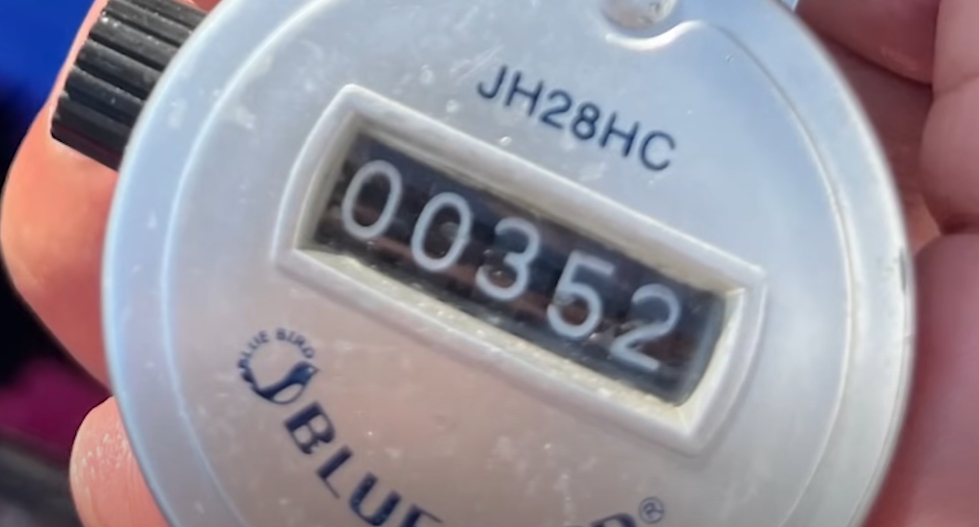 JH28HC
00352
BLUE BIRD
BLUE
®